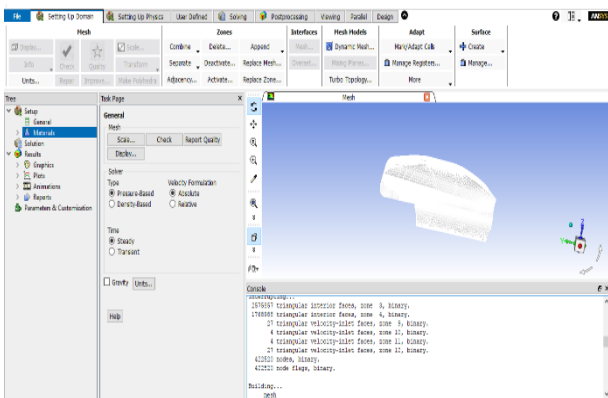 File Setting Up Domain Setting Up Physics User Defined Solving Postprocessing Viewing Parallel Design ANSYS
Mesh Zones Interfaces Mesh Models Adapt Surface
Display... Scale... Combine Delete... Append Mesh... Dynamic Mesh... Mark/Adapt Cells Create
Info Check Quality Transform Separate Deactivate... Replace Mesh... Overset... Mixing Planes... Manage Registers... Manage...
Units... Repair Improve... Make Polyhedra Adjacency... Activate... Replace Zone... Turbo Topology... More
Tree
Setup
General
Materials
Solution
Results
Graphics
Plots
Animations
Reports
Parameters & Customization
Task Page
General
Mesh
Scale... Check Report Quality
Display...
Solver
Type Velocity Formulation
Pressure-Based Absolute
Density-Based Relative
Time
Steady
Transient
Gravity Units...
Help
Mesh
Z
Y
Console
triangular interior faces, zone 3, binary.
triangular interior faces, zone 4, binary.
27 triangular velocity-inlet faces, zone 9, binary.
4 triangular velocity-inlet faces, zone 10, binary.
4 triangular velocity-inlet faces, zone 11, binary.
27 triangular velocity-inlet faces, zone 12, binary.
nodes, binary.
node flags, binary.
Building...
mesh